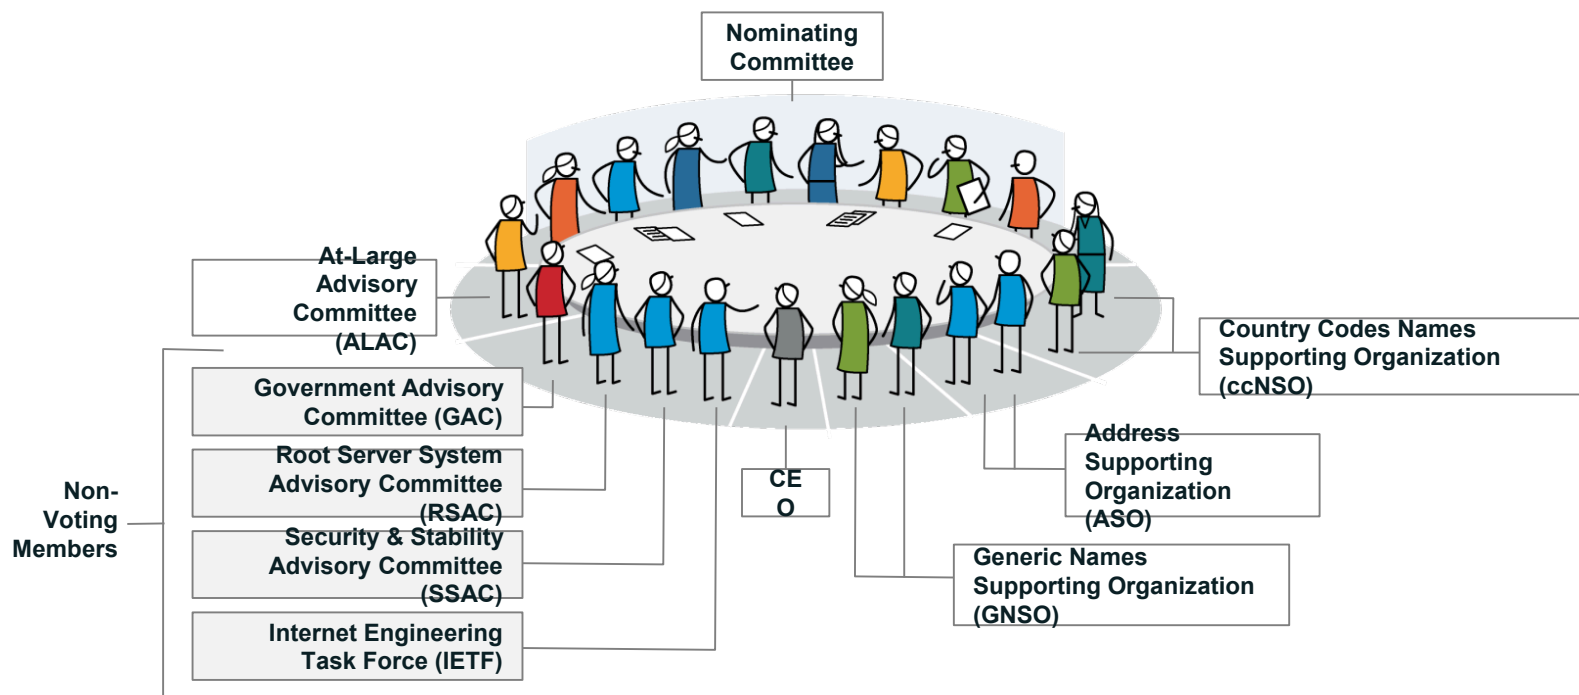 Nominating
Committee
At-Large
Advisory
Committee
(ALAC)
Government Advisory
Committee (GAC)
Root Server System
Advisory Committee
(RSAC)
Security & Stability
Advisory Committee
(SSAC)
Internet Engineering
Task Force (IETF)
Non-
Voting
Members
CE
O
Country Codes Names
Supporting Organization
(ccNSO)
Address
Supporting
Organization
(ASO)
Generic Names
Supporting Organization
(GNSO)